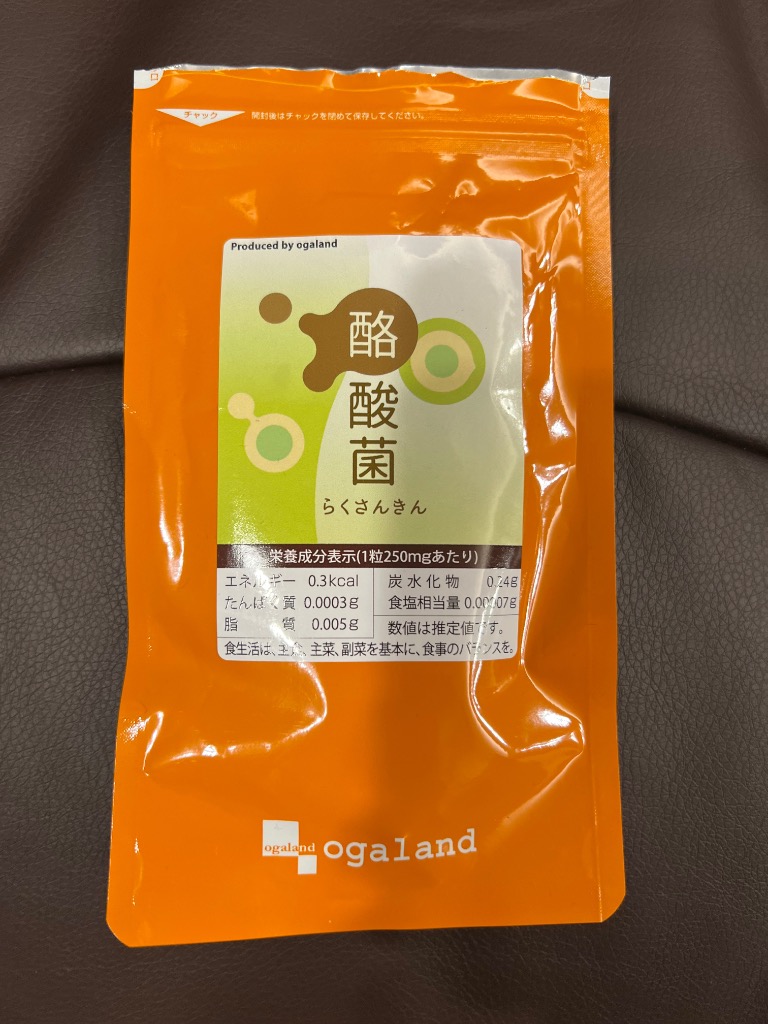 チャック
開封後はチャックを閉めて保存してください。
Produced by ogaland
酪酸菌
らくさんきん
栄養成分表示(1粒250mgあたり)
エネルギー 0.3kcal
たんぱく質 0.0003g
脂質 0.005g
炭水化物 0.24g
食塩相当量 0.00007g
数値は推定値です。
食生活は、主食、主菜、副菜を基本に、食事のバランスを。
ogaland
ogaland